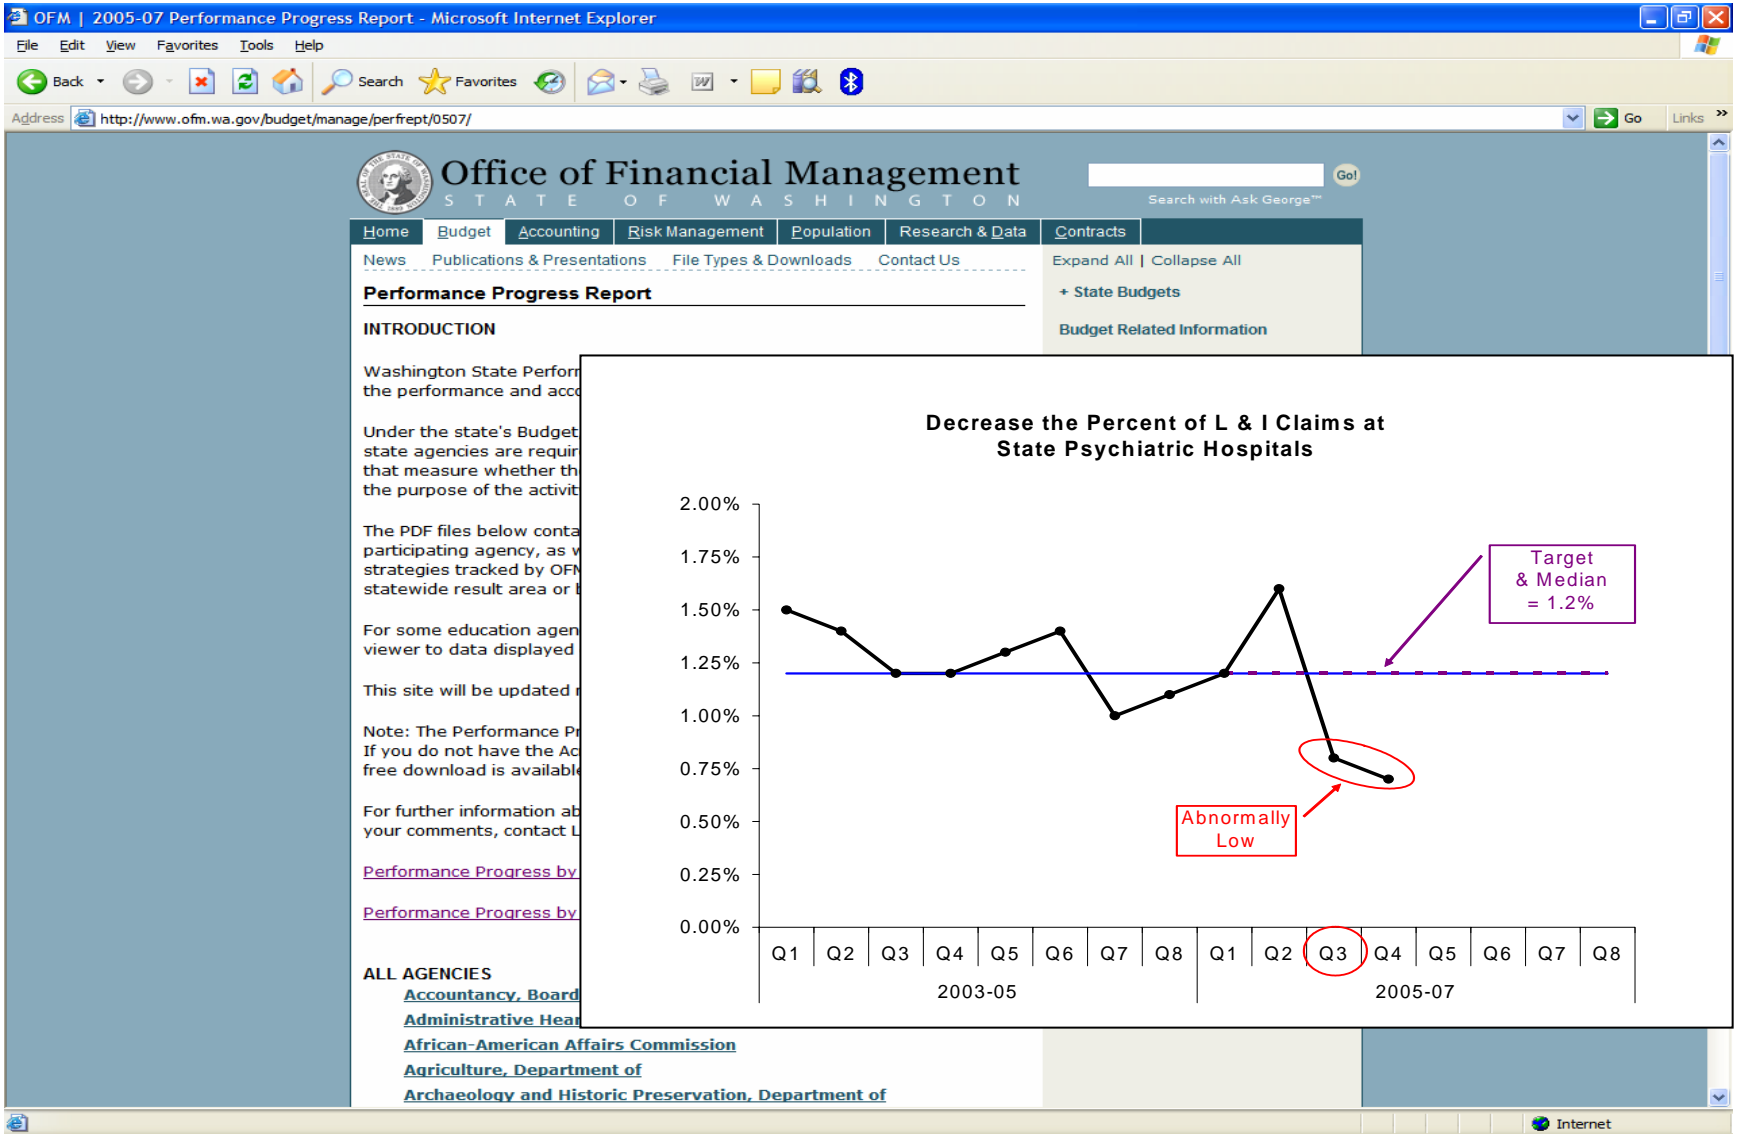 OFM | 2005-07 Performance Progress Report - Microsoft Internet Explorer
File Edit View Favorites Tools Help
Back Search Favorites
Address http://www.ofm.wa.gov/budget/manage/perfrept/0507/ Go Links »
Office of Financial Management
STATE OF WASHINGTON
Go!
Search with Ask George™
Home Budget Accounting Risk Management Population Research & Data Contracts
News Publications & Presentations File Types & Downloads Contact Us
Expand All | Collapse All
Performance Progress Report
+ State Budgets
INTRODUCTION
Budget Related Information
Washington State Perfor
the performance and acco
Under the state's Budget
state agencies are requir
that measure whether th
the purpose of the activit
The PDF files below conta
participating agency, as w
strategies tracked by OFM
statewide result area or b
For some education agen
viewer to data displayed
This site will be updated
Note: The Performance Pr
If you do not have the Ac
free download is available
For further information ab
your comments, contact L
Performance Progress by
Performance Progress by
ALL AGENCIES
Accountancy, Board
Administrative Hear
African-American Affairs Commission
Agriculture, Department of
Archaeology and Historic Preservation, Department of
Decrease the Percent of L & I Claims at
State Psychiatric Hospitals
2.00%
1.75%
1.50%
1.25%
1.00%
0.75%
0.50%
0.25%
0.00%
Target
& Median
= 1.2%
Abnormally
Low
Q1 Q2 Q3 Q4 Q5 Q6 Q7 Q8 Q1 Q2 Q3 Q4 Q5 Q6 Q7 Q8
2003-05 2005-07
Internet